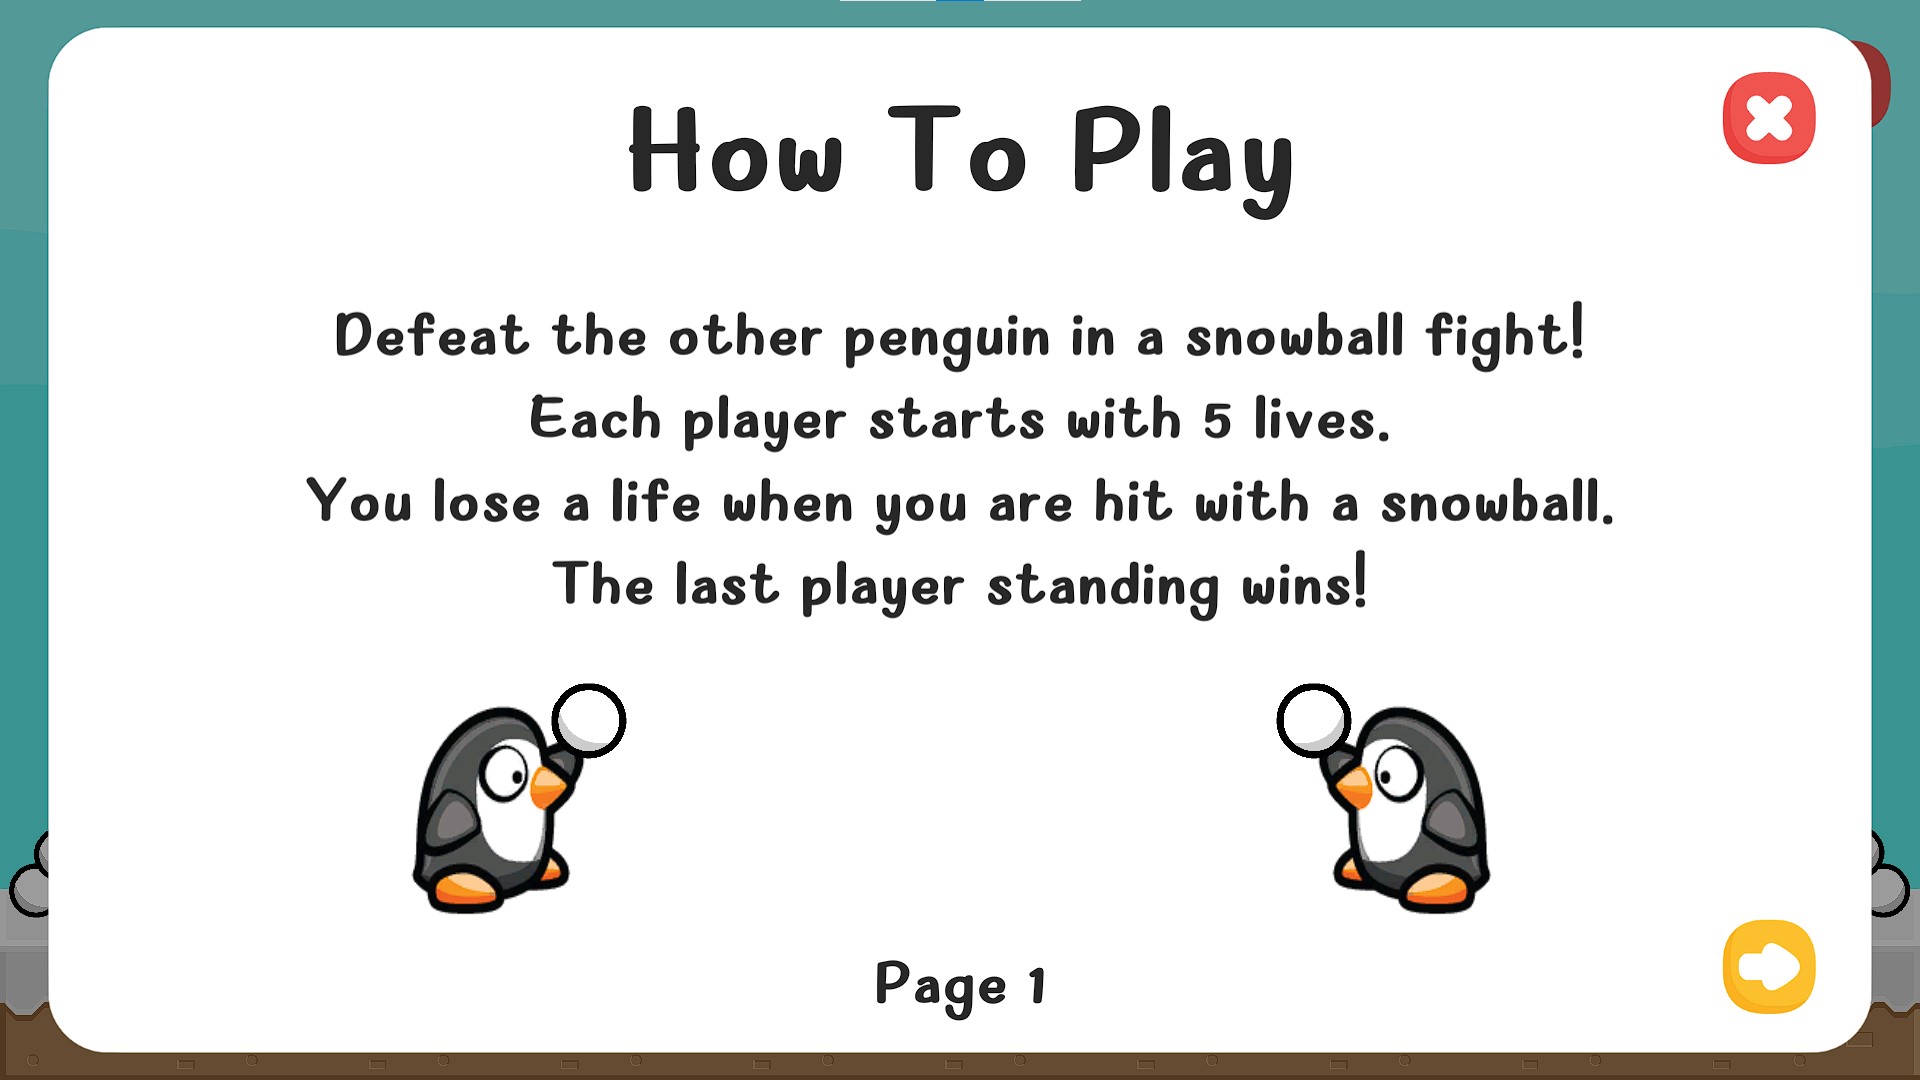 How To Play
Defeat the other penguin in a snowball fight!
Each player starts with 5 lives.
You lose a life when you are hit with a snowball.
The last player standing wins!
Page 1